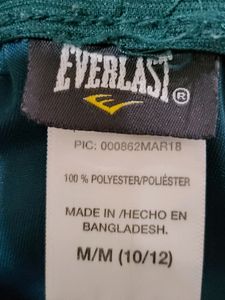 EVERLAST®
PIC: 000862MAR18
100 % POLYESTER/POLIÉSTER
MADE IN /HECHO EN
BANGLADESH.
M/M (10/12)